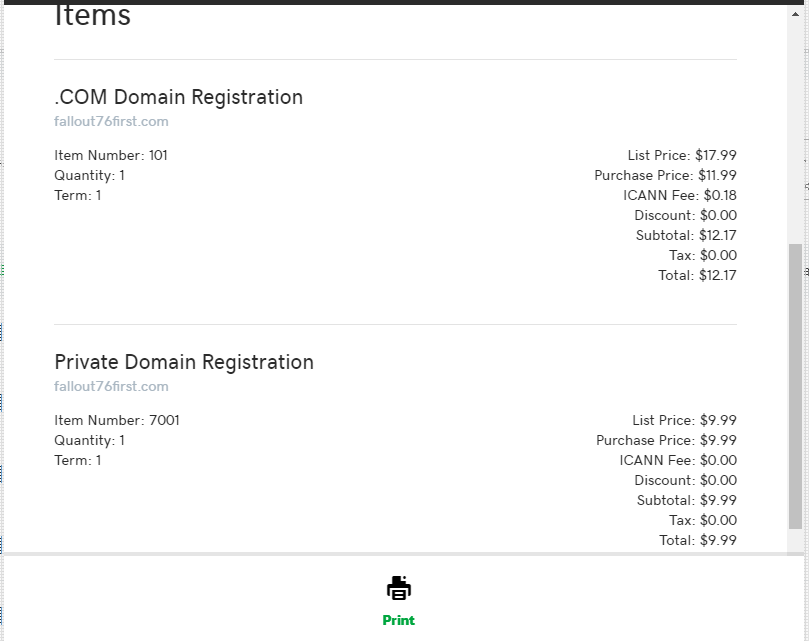 Items
.COM Domain Registration
fallout76first.com
Item Number: 101
Quantity: 1
Term: 1
List Price: $17.99
Purchase Price: $11.99
ICANN Fee: $0.18
Discount: $0.00
Subtotal: $12.17
Tax: $0.00
Total: $12.17
Private Domain Registration
fallout76first.com
Item Number: 7001
Quantity: 1
Term: 1
List Price: $9.99
Purchase Price: $9.99
ICANN Fee: $0.00
Discount: $0.00
Subtotal: $9.99
Tax: $0.00
Total: $9.99
Print